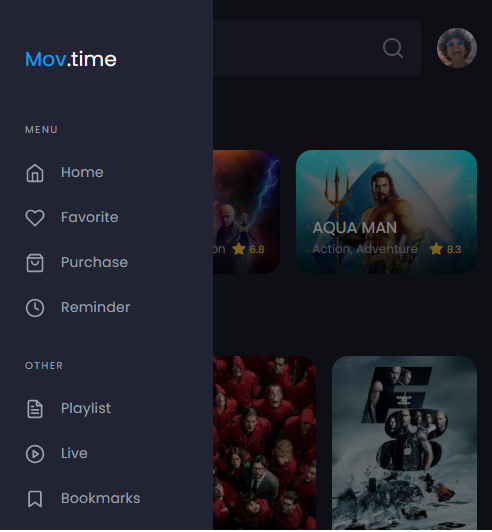 Mov.time
MENU
Home
Favorite
Purchase
Reminder
OTHER
Playlist
Live
Bookmarks
on 6.8
AQUA MAN
Action, Adventure 8.3
F8